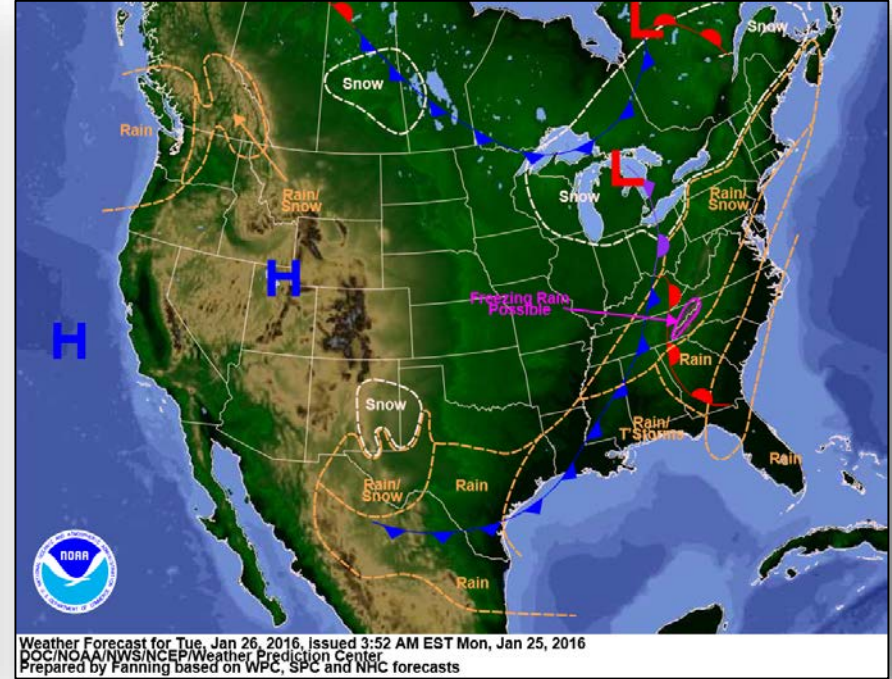 L
Snow
Snow
Rain
L
Snow
Rain/
Snow
Rain/
Snow
H
Freezing Rain
Possible
H
Rain
Snow
Rain/
T'Storms
Rain
Rain/
Snow
Rain
Rain
NOAA
Weather Forecast for Tue, Jan 26, 2016, issued 3:52 AM EST Mon, Jan 25, 2016
DOC/NOAA/NWS/NCEP/Weather Prediction Center
Prepared by Fanning based on WPC, SPC and NHC forecasts